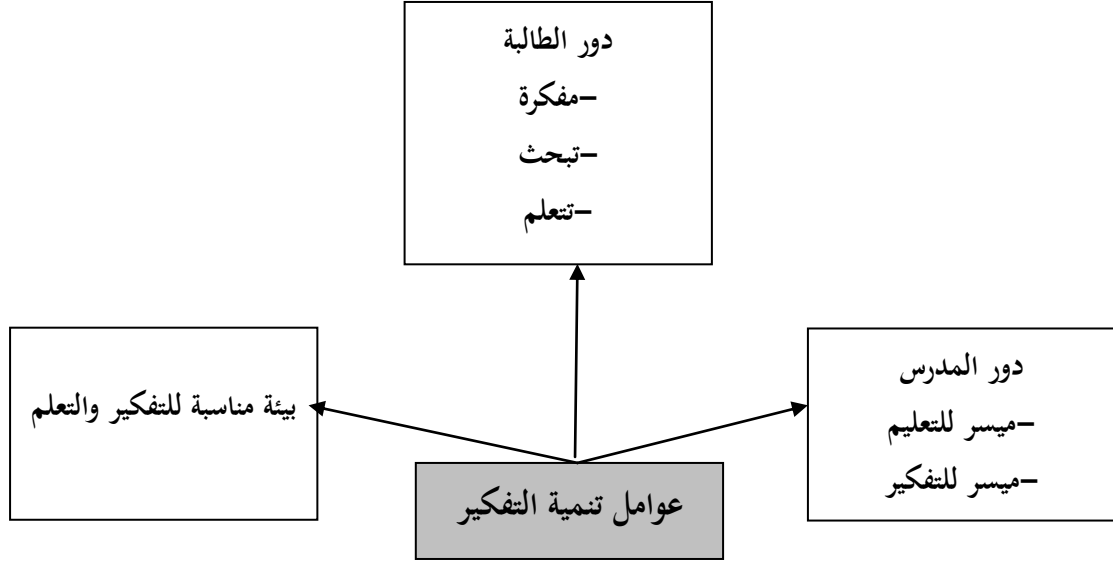 دور الطالبة
-مفكرة
-تبحث
-تتعلم
دور المدرس
-ميسر للتعليم
-ميسر للتفكير
بيئة مناسبة للتفكير والتعلم
عوامل تنمية التفكير